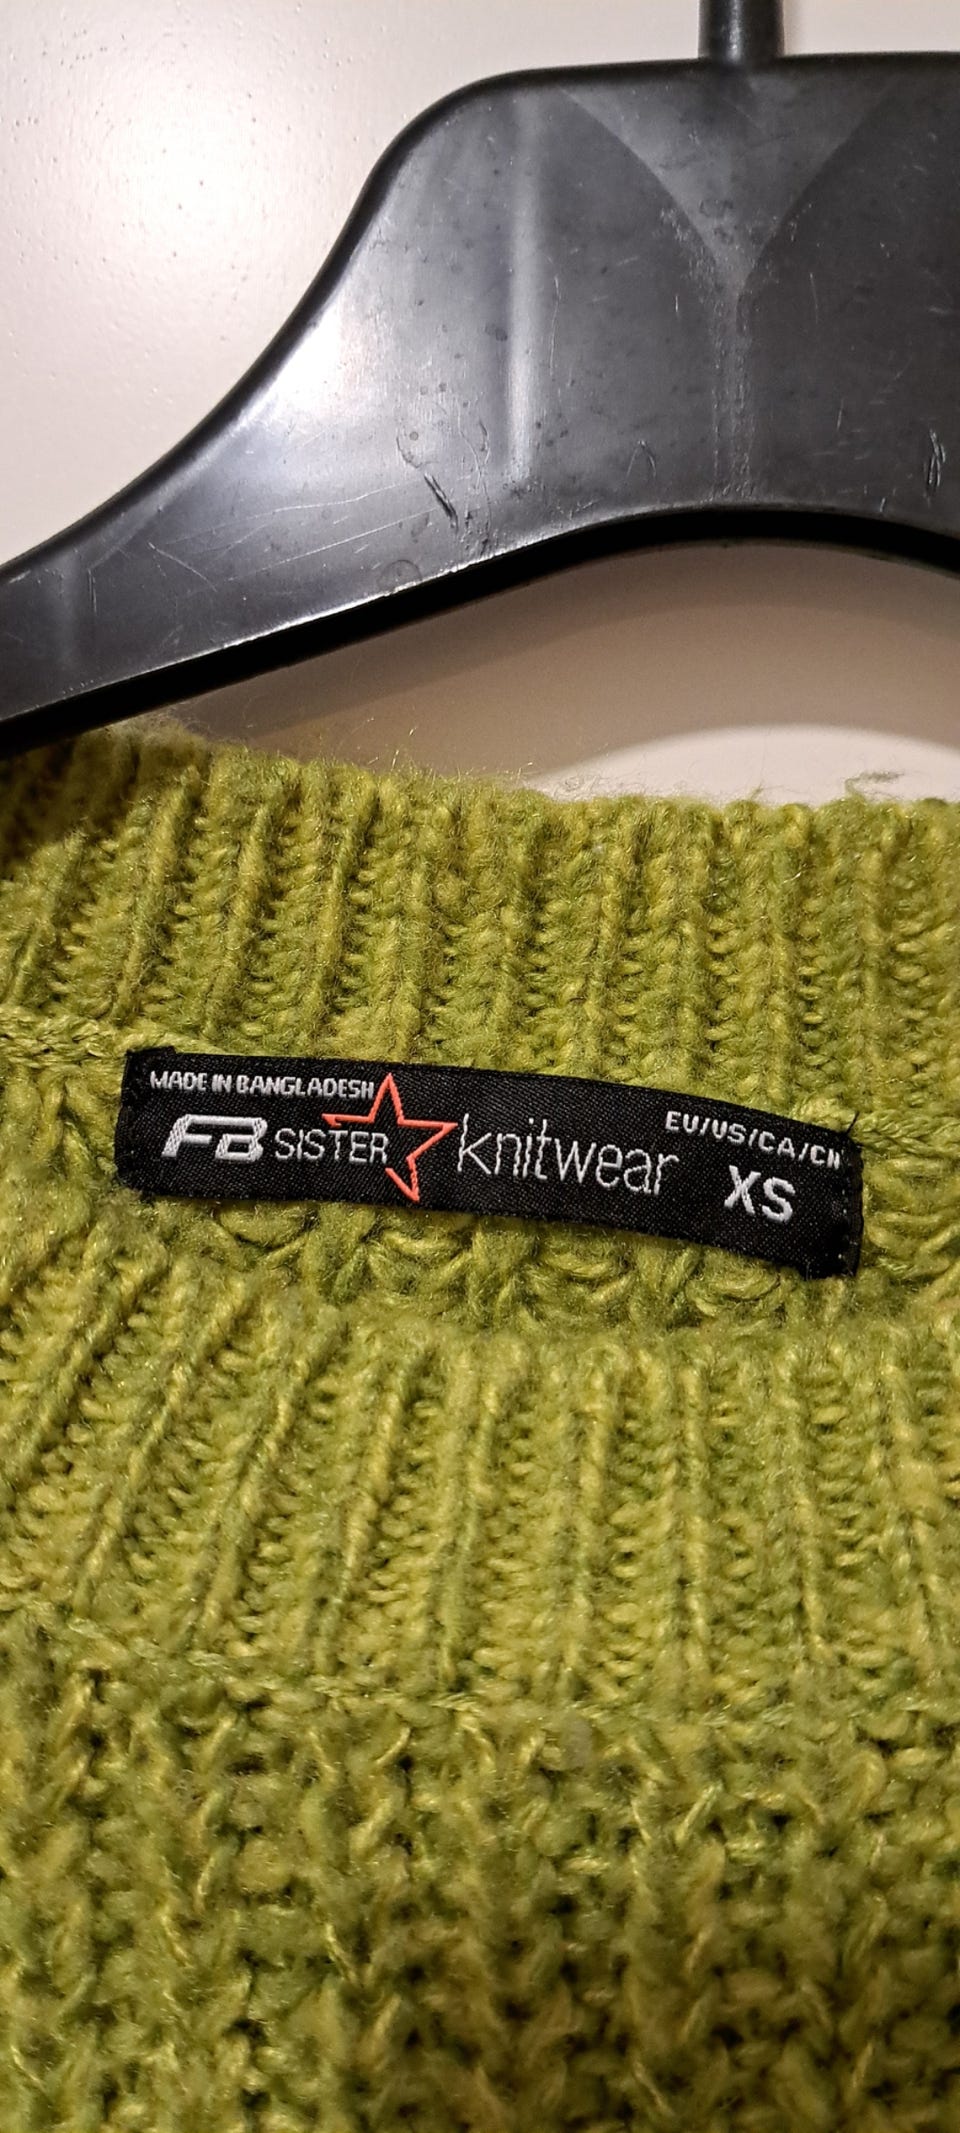 MADE IN BANGLADESH
FB SISTER knitwear
EU/US/CA/CN
XS